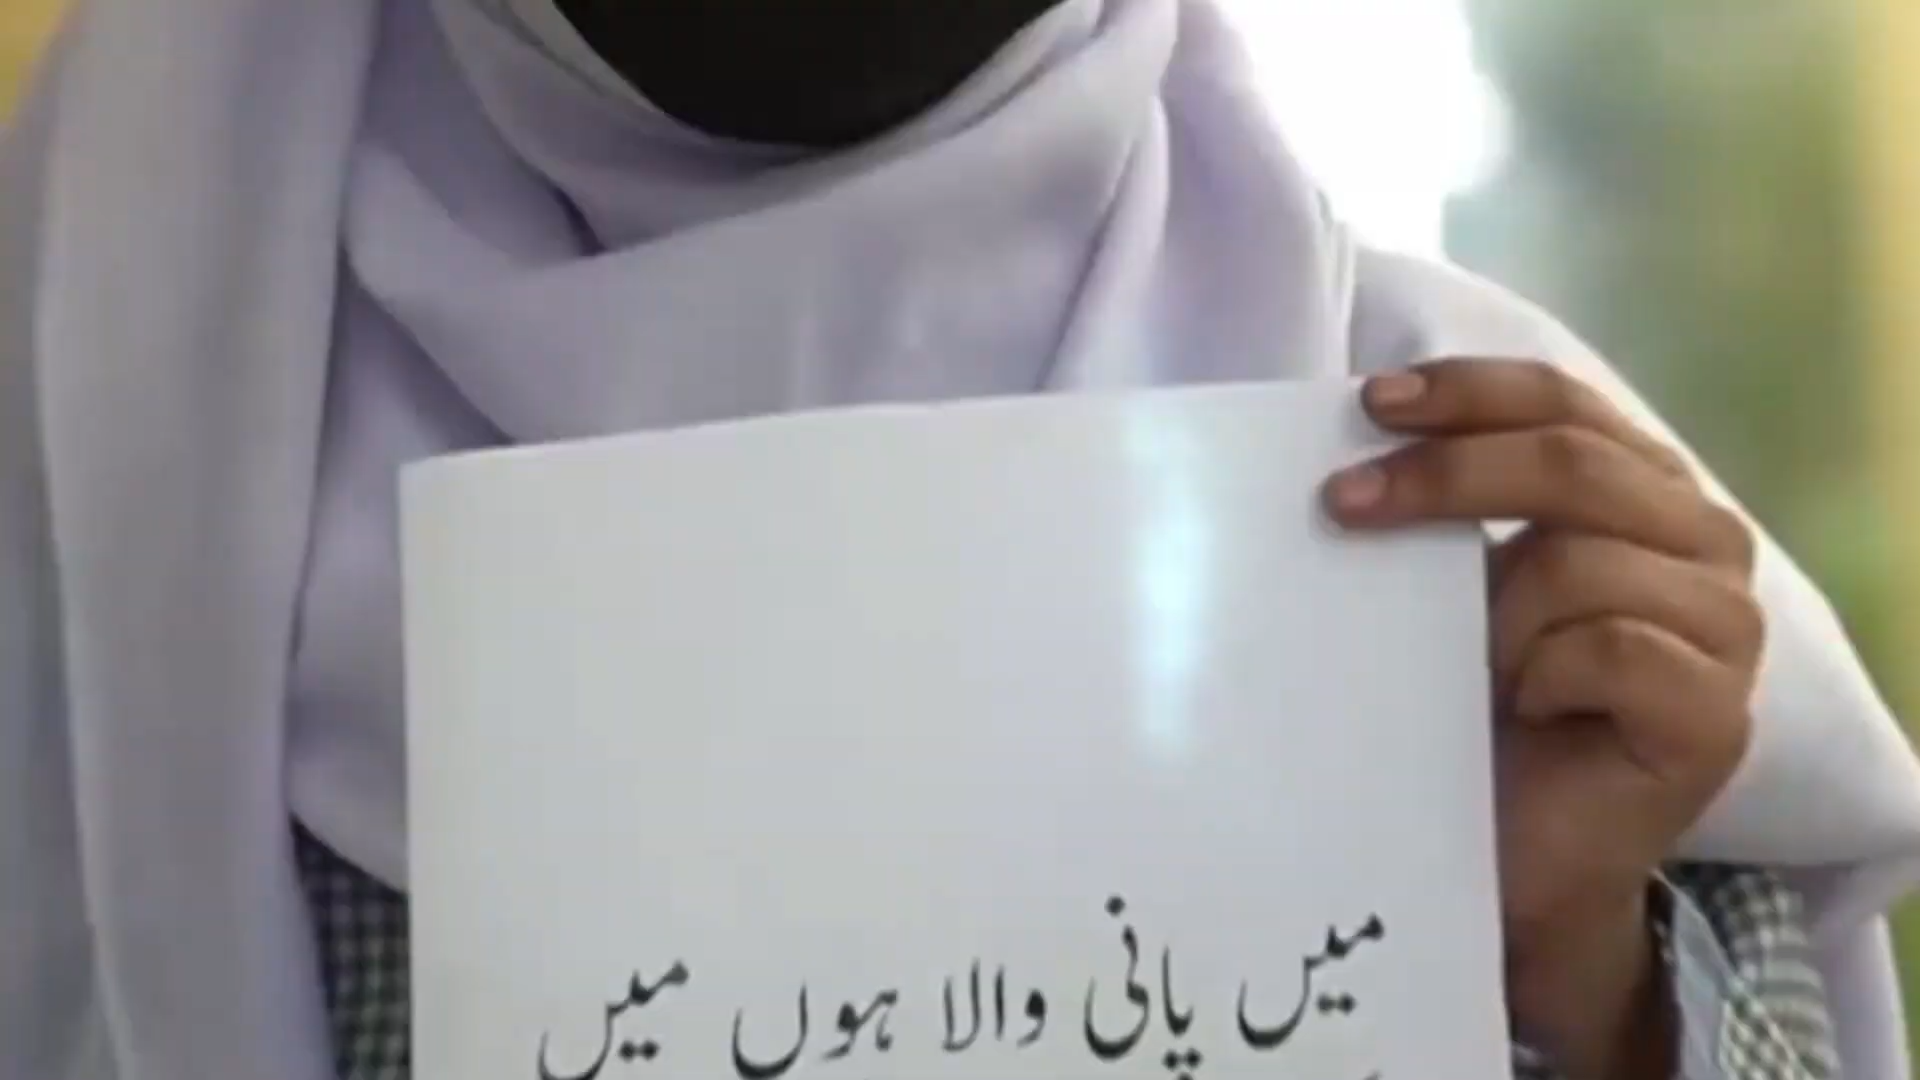 میں پانی والا ہوں میں